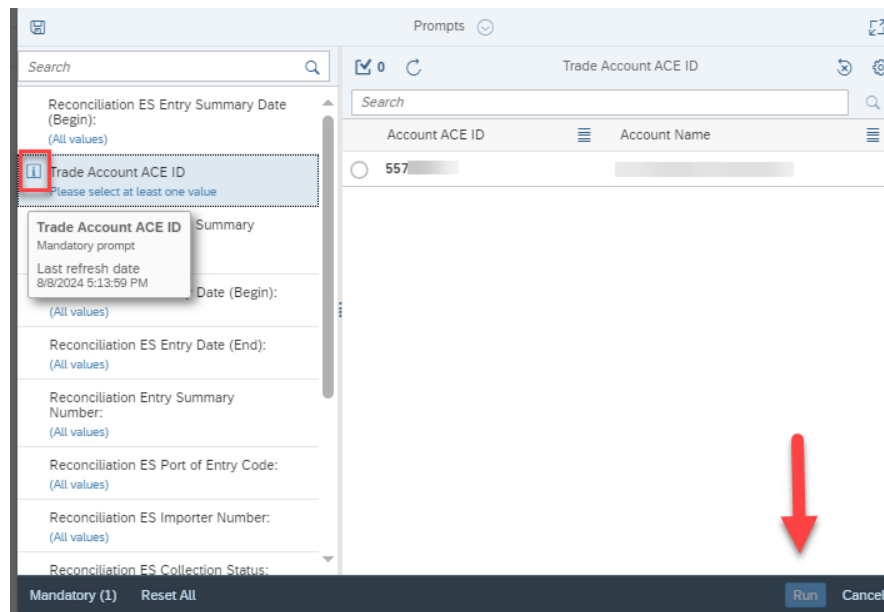 Prompts
Search
0
Trade Account ACE ID
Reconciliation ES Entry Summary Date
(Begin):
(All values)
Search
Account ACE ID
Account Name
i
Trade Account ACE ID
Please select at least one value
557
Trade Account ACE ID
Mandatory prompt
Last refresh date
8/8/2024 5:13:59 PM
Summary
Date (Begin):
(All values)
Reconciliation ES Entry Date (End):
(All values)
Reconciliation Entry Summary
Number:
(All values)
Reconciliation ES Port of Entry Code:
(All values)
Reconciliation ES Importer Number:
(All values)
Reconciliation ES Collection Status:
Mandatory (1)
Reset All
Run
Cancel